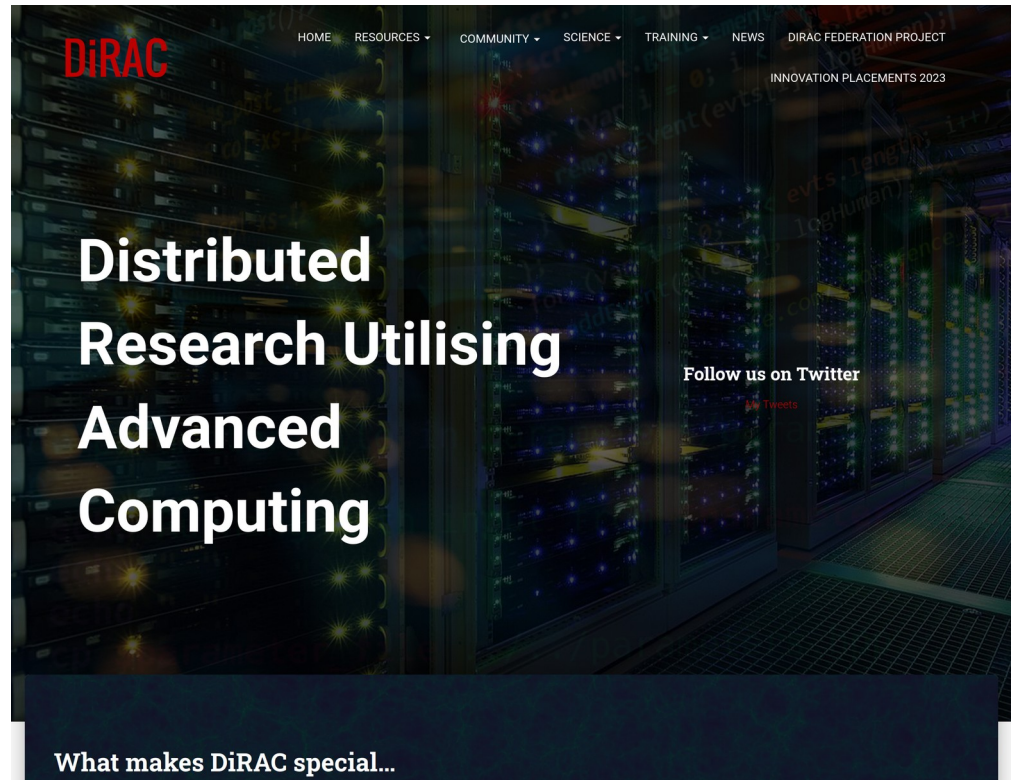 DiRAC
HOME RESOURCES COMMUNITY SCIENCE TRAINING NEWS DIRAC FEDERATION PROJECT
INNOVATION PLACEMENTS 2023
Distributed
Research Utilising
Advanced
Computing
Follow us on Twitter
My Tweets
What makes DiRAC special...